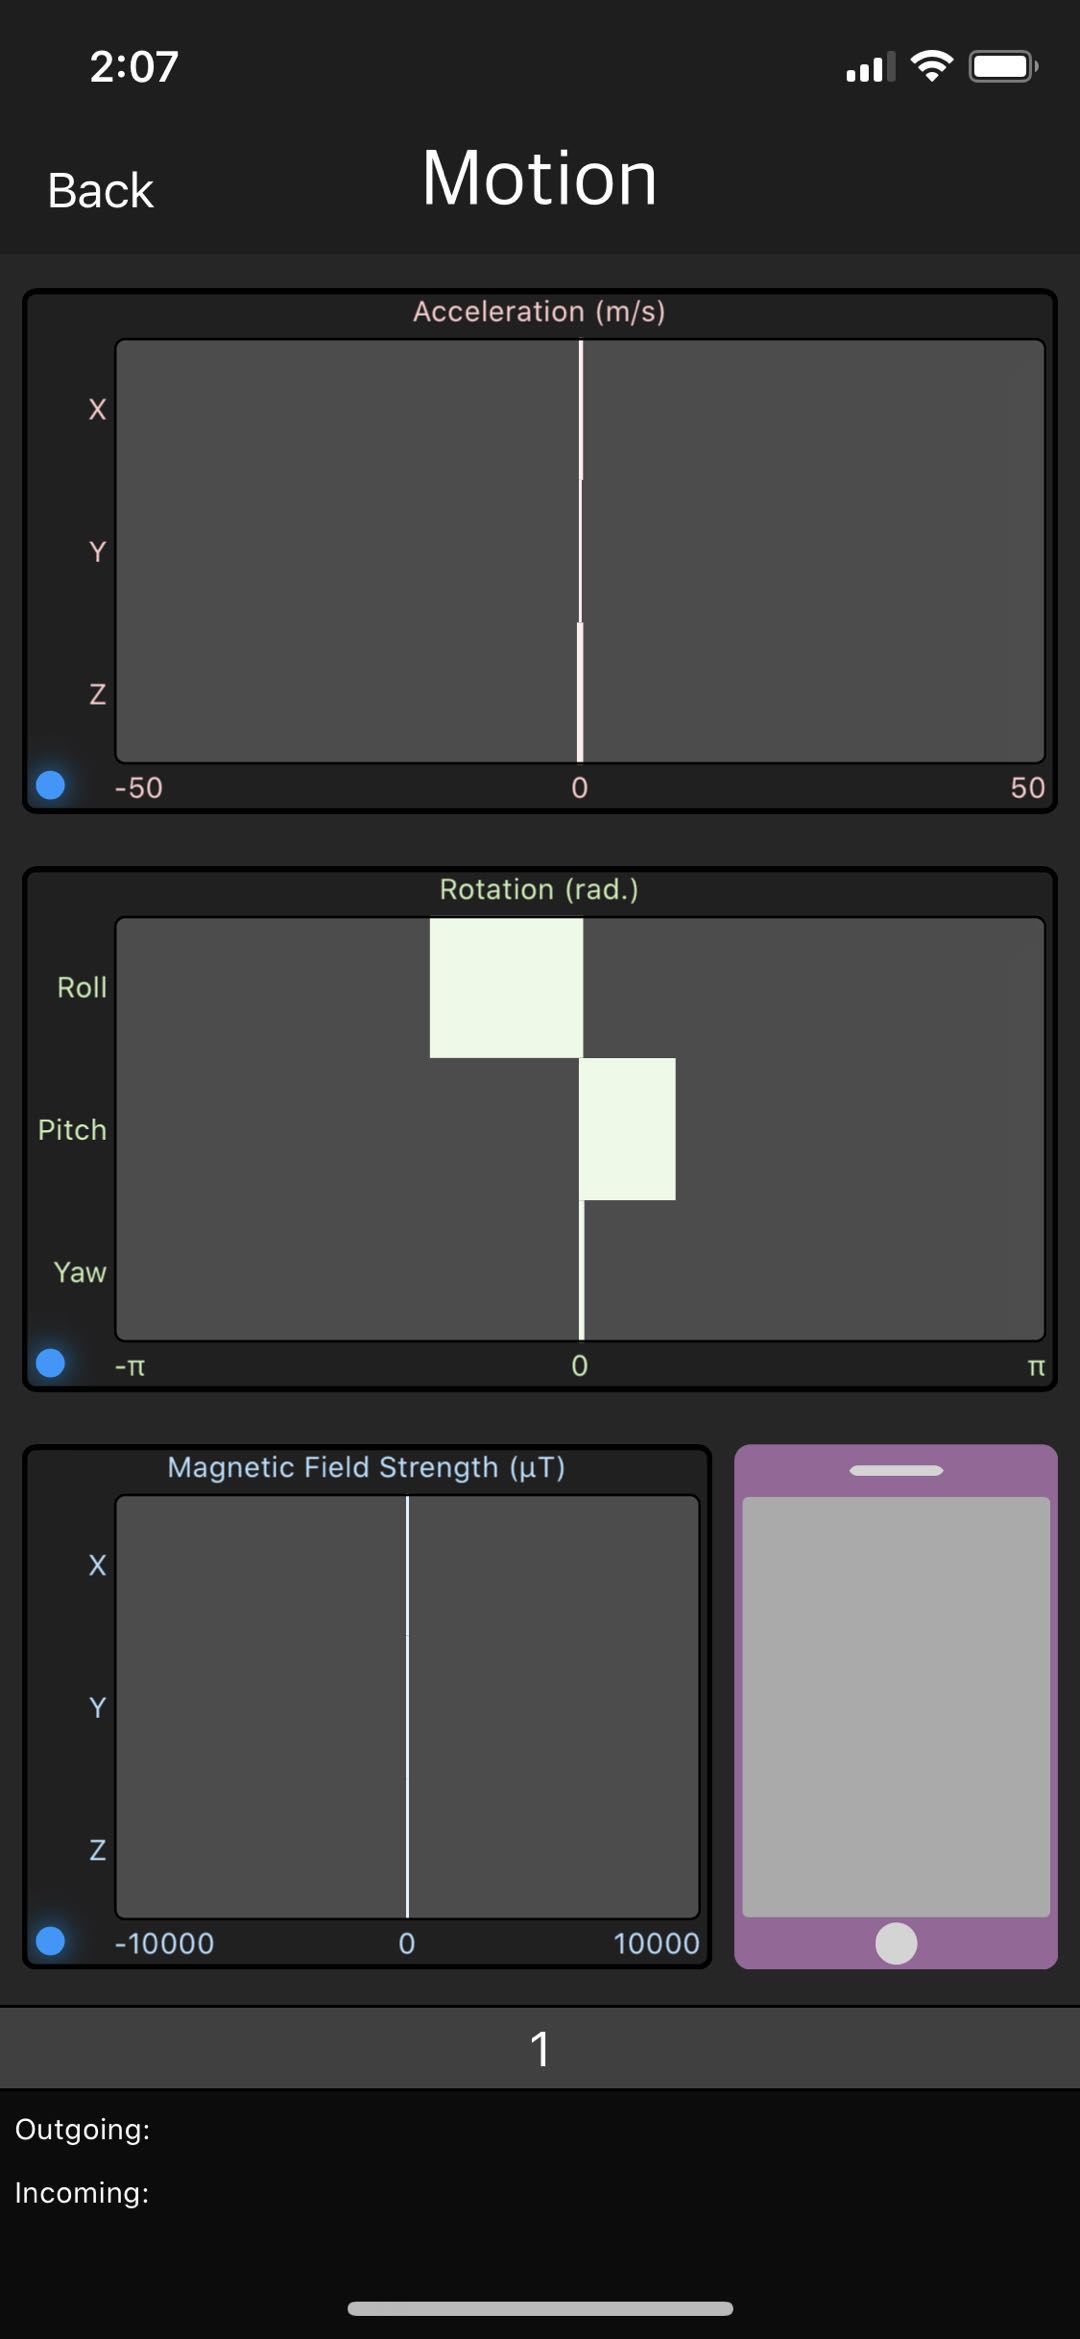 2:07
Back
Motion
Acceleration (m/s)
X
Y
Z
-50 0 50
Rotation (rad.)
Roll
Pitch
Yaw
-π 0 π
Magnetic Field Strength (µT)
X
Y
Z
-10000 0 10000
1
Outgoing:
Incoming: